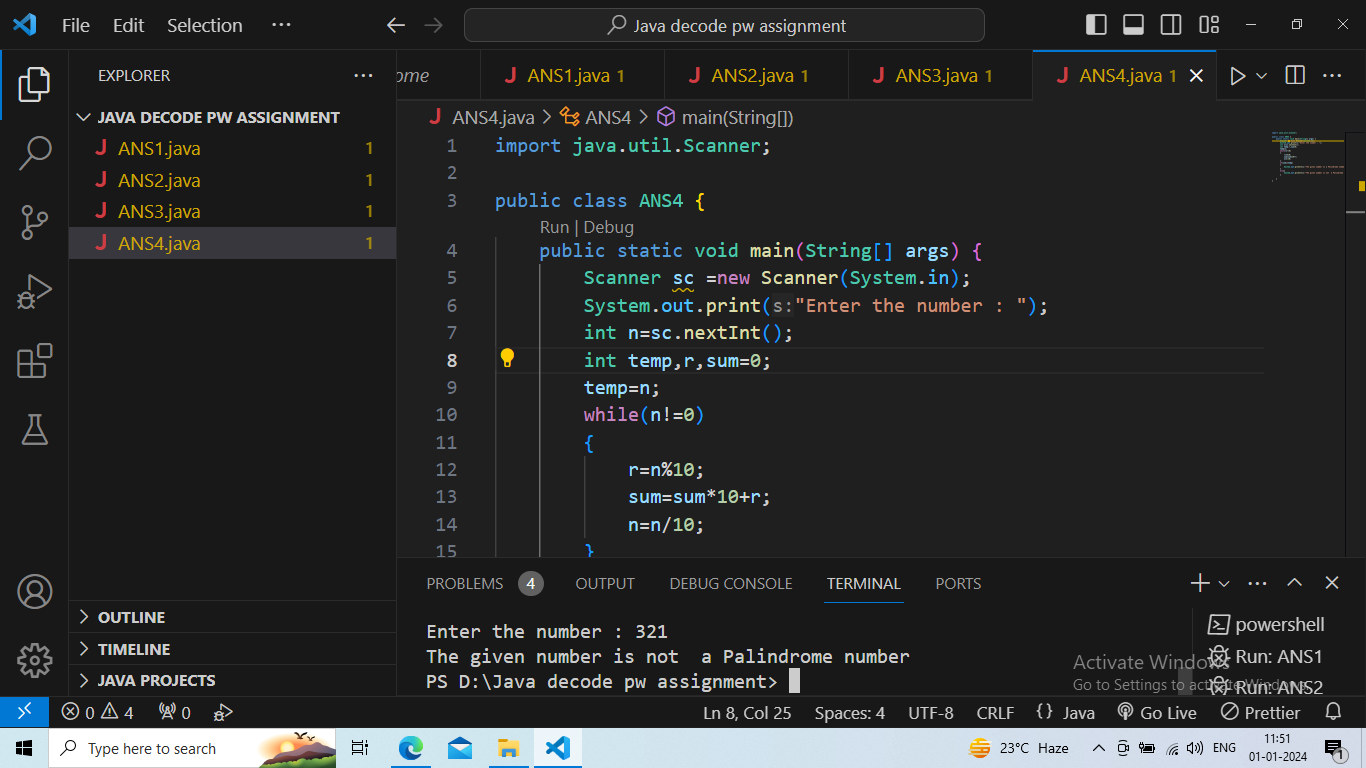 File Edit Selection ··· Java decode pw assignment
EXPLORER ···
JAVA DECODE PW ASSIGNMENT
J ANS1.java 1
J ANS2.java 1
J ANS3.java 1
J ANS4.java 1
OUTLINE
TIMELINE
JAVA PROJECTS
ome J ANS1.java 1 J ANS2.java 1 J ANS3.java 1 J ANS4.java 1
J ANS4.java > ANS4 > main(String[])
1 import java.util.Scanner;
2
3 public class ANS4 {
Run | Debug
4 public static void main(String[] args) {
5 Scanner sc =new Scanner(System.in);
6 System.out.print(s:"Enter the number : ");
7 int n=sc.nextInt();
8 int temp,r,sum=0;
9 temp=n;
10 while(n!=0)
11 {
12 r=n%10;
13 sum=sum*10+r;
14 n=n/10;
15 }
PROBLEMS 4 OUTPUT DEBUG CONSOLE TERMINAL PORTS
Enter the number : 321
The given number is not  a Palindrome number
PS D:\Java decode pw assignment>
powershell
Run: ANS1
Run: ANS2
Activate Windows
Go to Settings to activate Windows.
0 4 0 Ln 8, Col 25 Spaces: 4 UTF-8 CRLF {} Java Go Live Prettier
Type here to search 23°C Haze ENG 11:51
01-01-2024 1